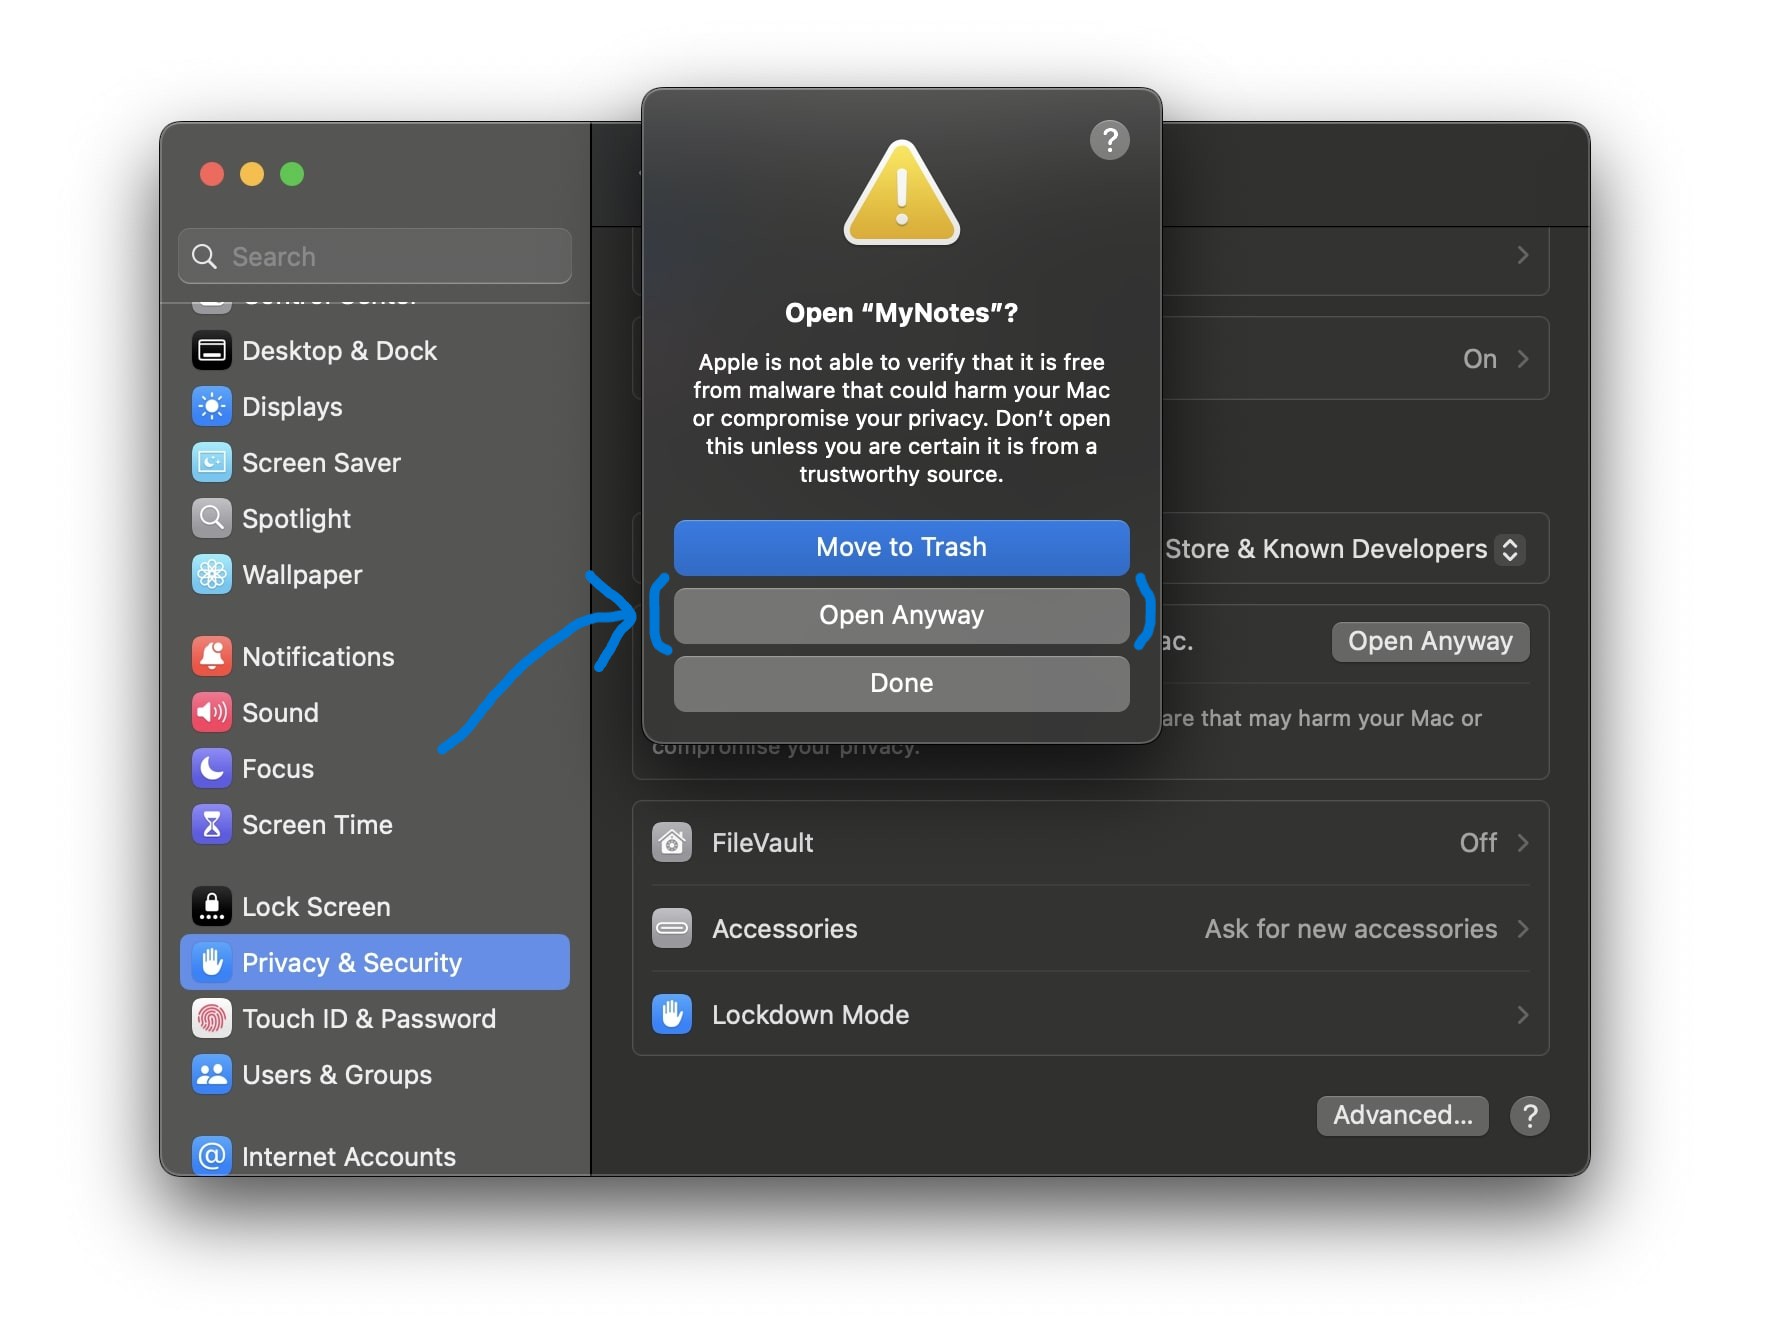 Search
Control Center
Desktop & Dock
Displays
Screen Saver
Spotlight
Wallpaper
Notifications
Sound
Focus
Screen Time
Lock Screen
Privacy & Security
Touch ID & Password
Users & Groups
Internet Accounts
?
Open “MyNotes”?
Apple is not able to verify that it is free
from malware that could harm your Mac
or compromise your privacy. Don’t open
this unless you are certain it is from a
trustworthy source.
Move to Trash
Open Anyway
Done
On
Store & Known Developers
ac.
Open Anyway
are that may harm your Mac or
compromise your privacy.
FileVault
Off
Accessories
Ask for new accessories
Lockdown Mode
Advanced...
?